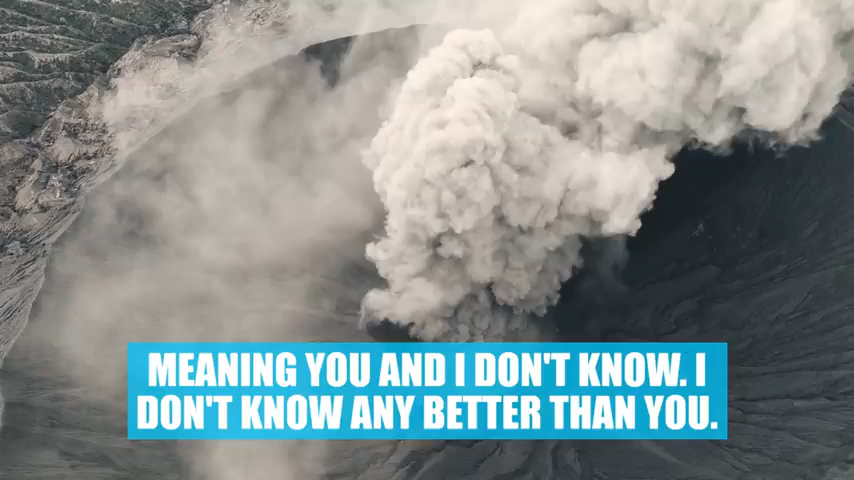 MEANING YOU AND I DON'T KNOW. I
DON'T KNOW ANY BETTER THAN YOU.